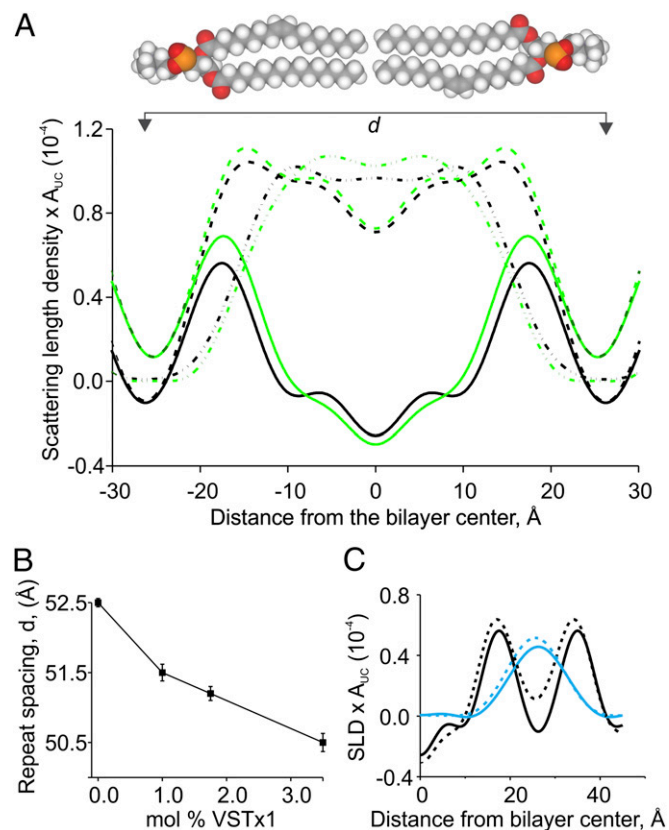 A
d
Scattering length density x A_UC (10^-4)
1.2
0.8
0.4
0.0
-0.4
-30 -20 -10 0 10 20 30
Distance from the bilayer center, Å
B
Repeat spacing, d, (Å)
52.5
51.5
50.5
0.0 1.0 2.0 3.0
mol % VSTx1
C
SLD x A_UC (10^-4)
0.8
0.4
0.0
-0.4
0 20 40
Distance from bilayer center, Å